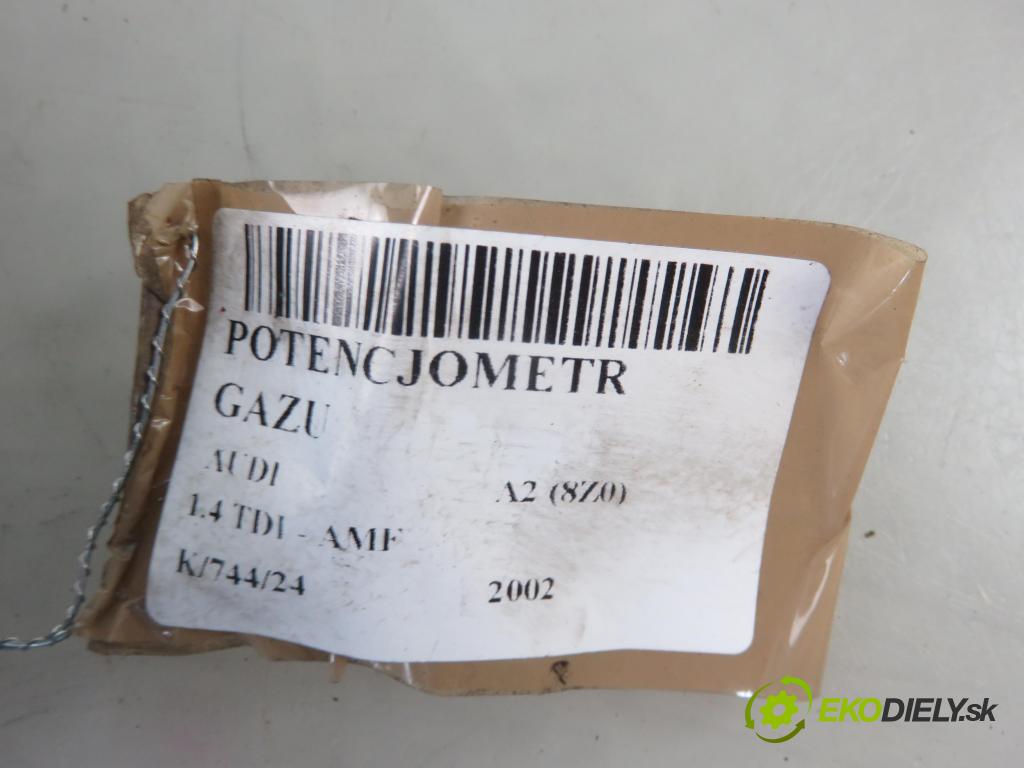 POTENCJOMETR
GAZU
AUDI A2 (8Z0)
1.4 TDI - AMF
K/744/24 2002
EKODIELY.sk